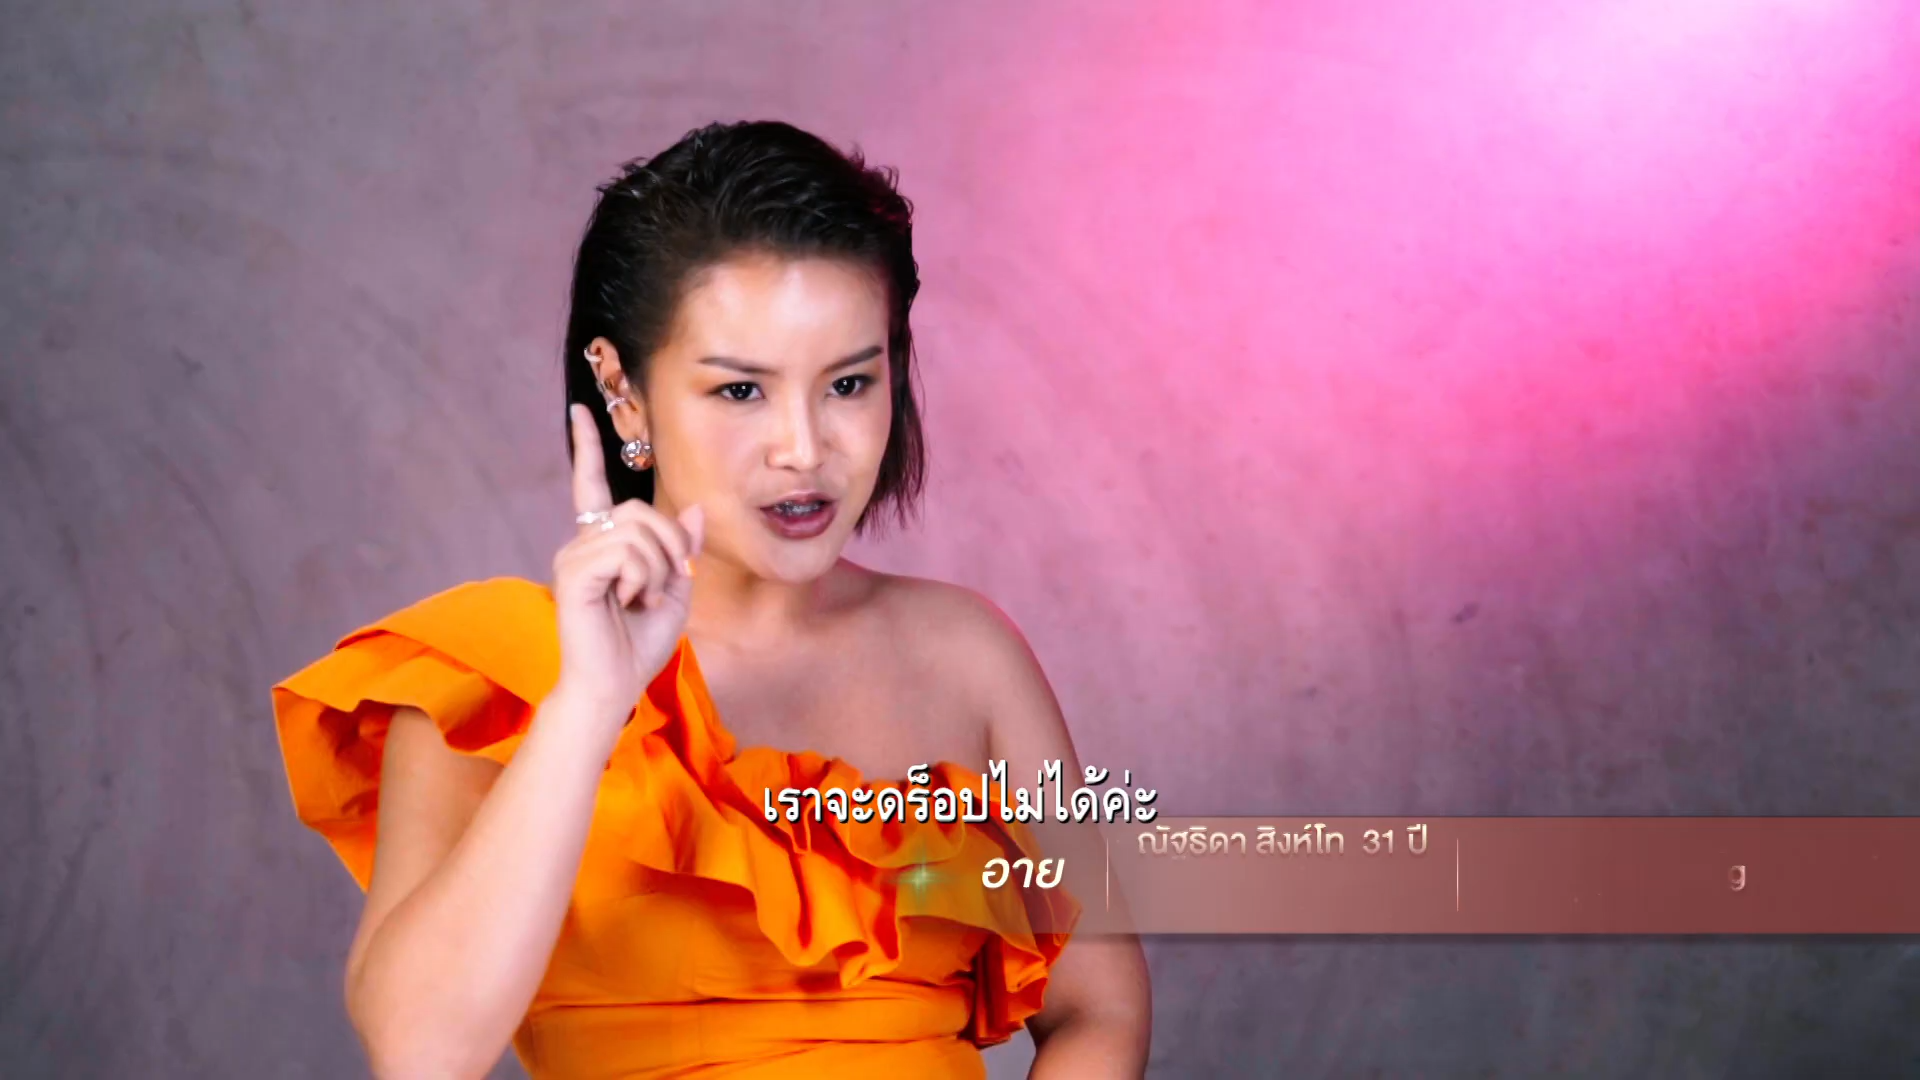 เราจะดร็อปไม่ได้ค่ะ
ณัฐธิดา สิงห์โท 31 ปี
อาย
g